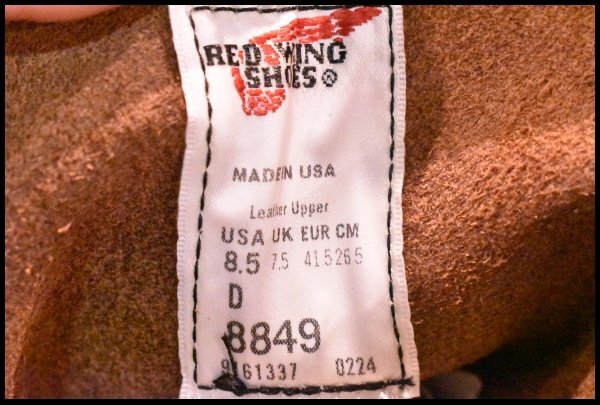 RED WING
SHOES®
MADE IN USA
Leather Upper
USA UK EUR CM
8.5 7.5 41.5 26.5
D
8849
9161337 0224